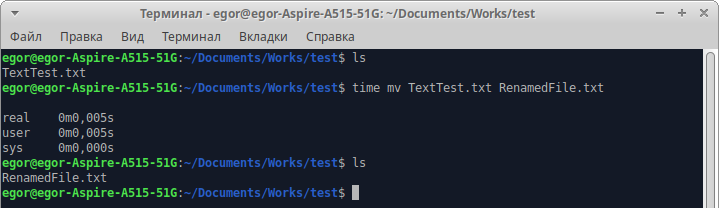 Терминал - egor@egor-Aspire-A515-51G: ~/Documents/Works/test
Файл Правка Вид Терминал Вкладки Справка
egor@egor-Aspire-A515-51G:~/Documents/Works/test$ ls
TextTest.txt
egor@egor-Aspire-A515-51G:~/Documents/Works/test$ time mv TextTest.txt RenamedFile.txt
real 0m0,005s
user 0m0,005s
sys 0m0,000s
egor@egor-Aspire-A515-51G:~/Documents/Works/test$ ls
RenamedFile.txt
egor@egor-Aspire-A515-51G:~/Documents/Works/test$